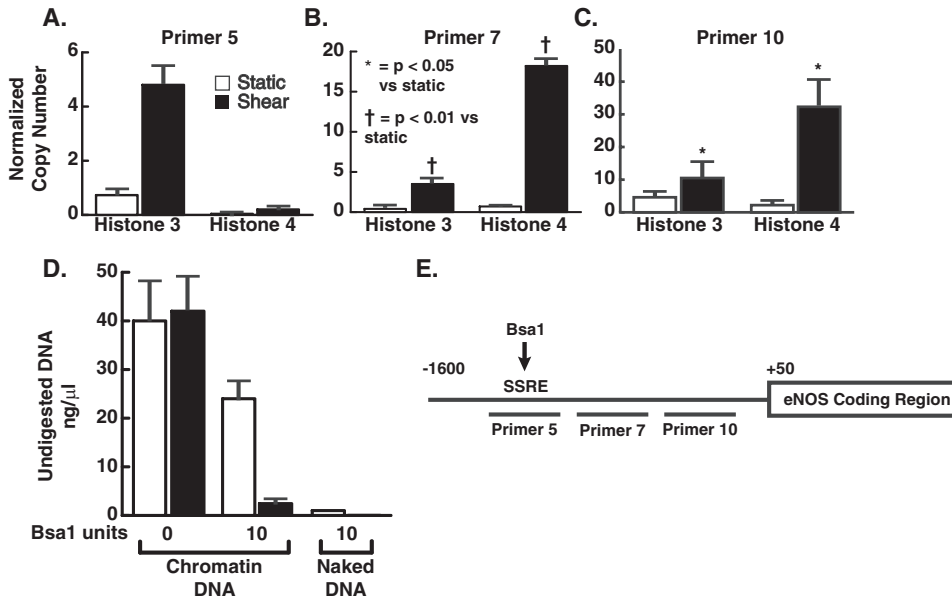 A.
Primer 5
Normalized
Copy Number
6
4
2
0
Static
Shear
Histone 3
Histone 4
B.
Primer 7
20
15
10
5
0
* = p < 0.05
vs static
† = p < 0.01 vs
static
†
†
Histone 3
Histone 4
C.
Primer 10
50
40
30
20
10
0
*
*
Histone 3
Histone 4
D.
Undigested DNA
ng/µl
50
40
30
20
10
0
Bsa1 units
0
10
10
Chromatin
DNA
Naked
DNA
E.
Bsa1
-1600
SSRE
+50
eNOS Coding Region
Primer 5
Primer 7
Primer 10